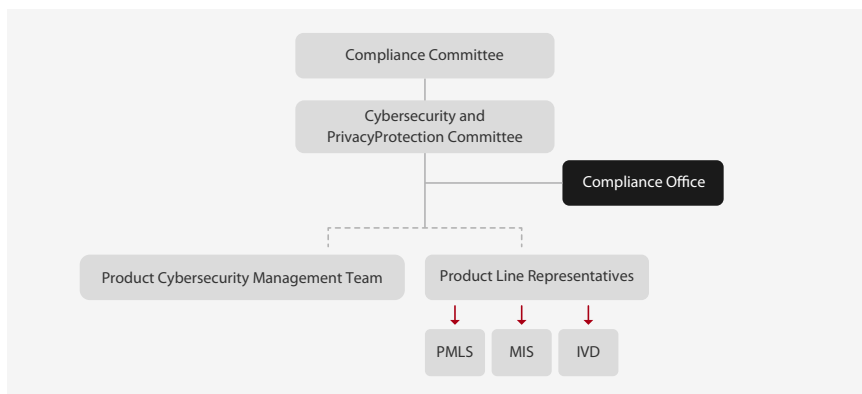 Compliance Committee
Cybersecurity and
PrivacyProtection Committee
Compliance Office
Product Cybersecurity Management Team
Product Line Representatives
PMLS
MIS
IVD